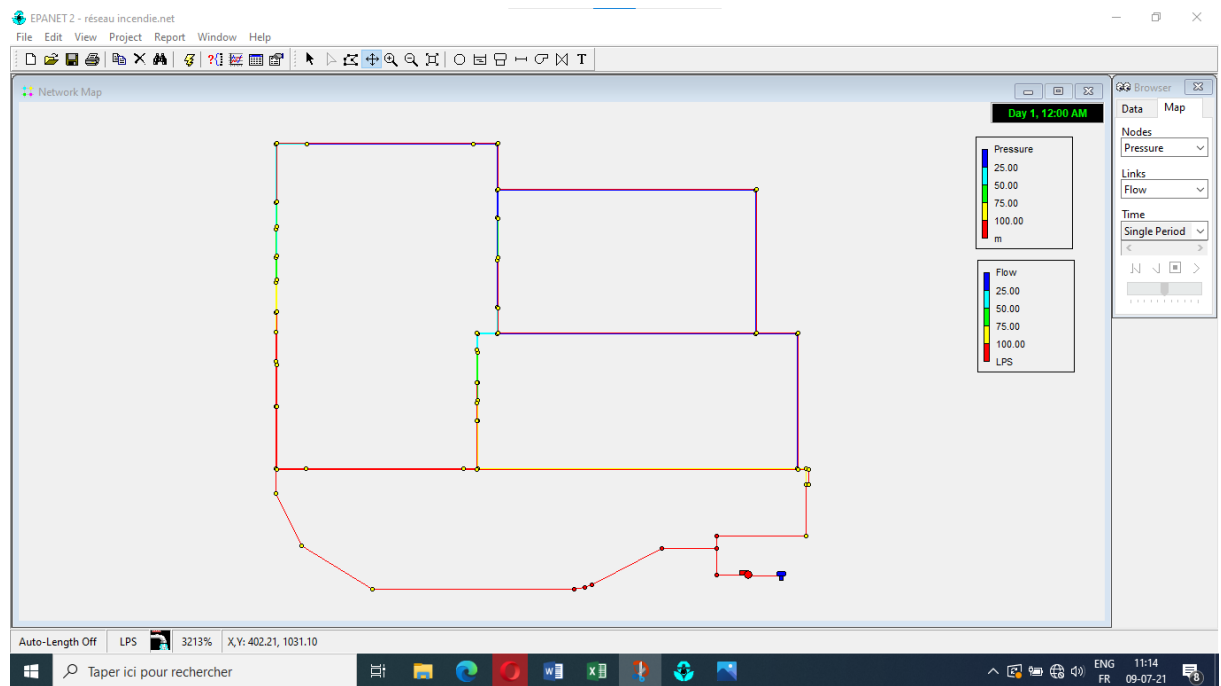 EPANET 2 - réseau incendie.net
File Edit View Project Report Window Help
T
Network Map
Day 1, 12:00 AM
Pressure
25.00
50.00
75.00
100.00
m
Flow
25.00
50.00
75.00
100.00
LPS
Browser
Data Map
Nodes
Pressure
Links
Flow
Time
Single Period
Auto-Length Off LPS 3213% X,Y: 402.21, 1031.10
Taper ici pour rechercher
ENG
FR
11:14
09-07-21
8